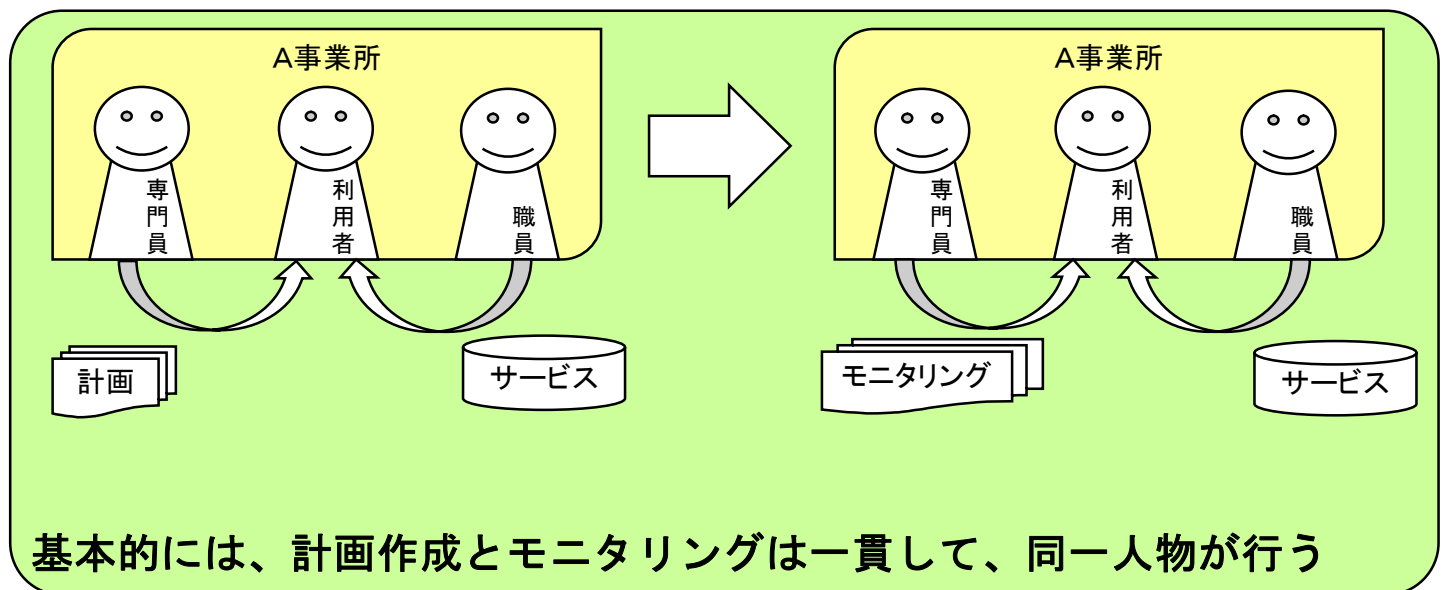 A事業所
専門員
利用者
職員
計画
サービス
A事業所
専門員
利用者
職員
モニタリング
サービス
基本的には、計画作成とモニタリングは一貫して、同一人物が行う